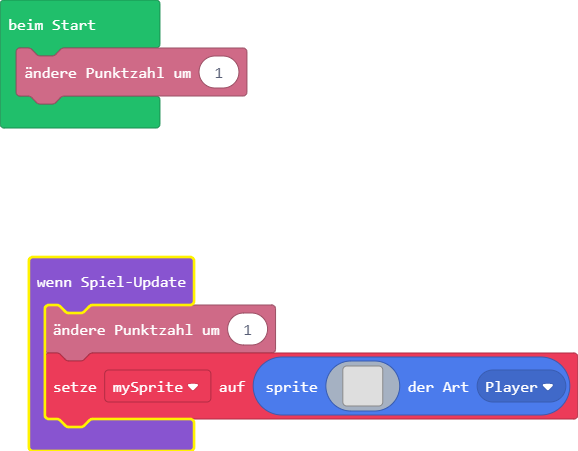 beim Start
ändere Punktzahl um 1
wenn Spiel-Update
ändere Punktzahl um 1
setze mySprite auf sprite der Art Player